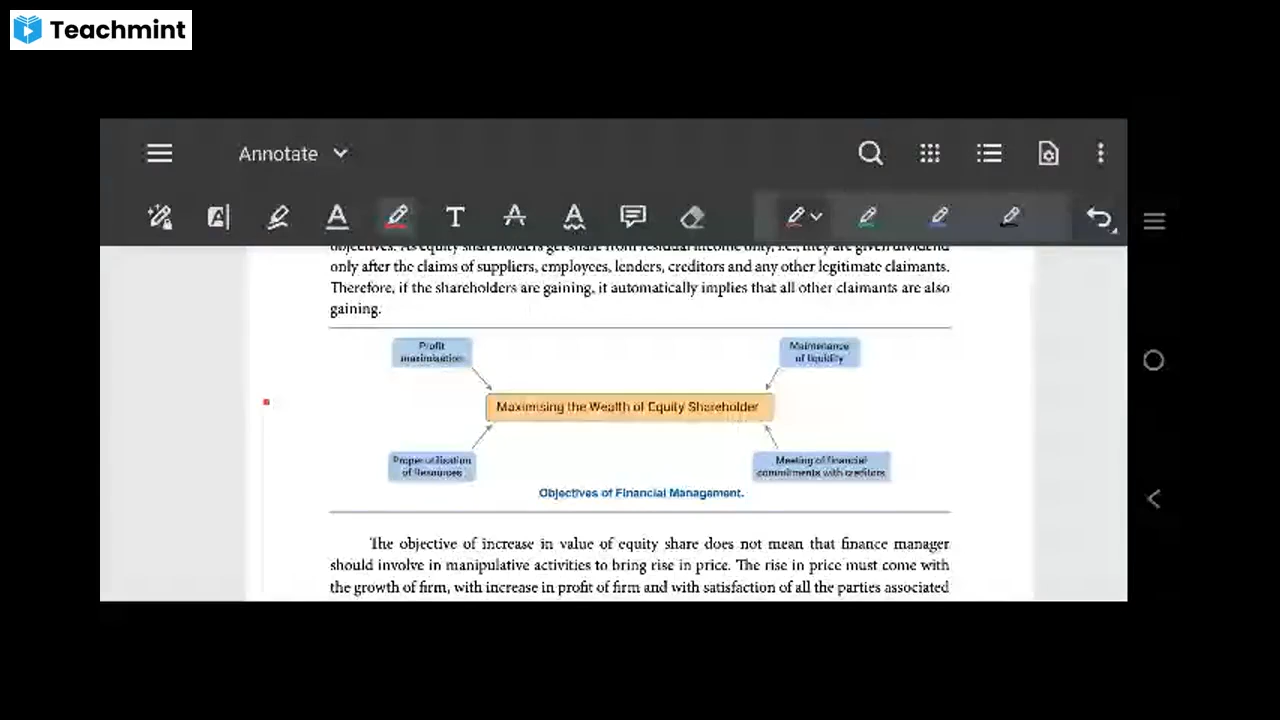 Teachmint
Annotate
objectives. As equity shareholders get share from residual income only, i.e., they are given dividend
only after the claims of suppliers, employees, lenders, creditors and any other legitimate claimants.
Therefore, if the shareholders are gaining, it automatically implies that all other claimants are also
gaining.
Profit
maximisation
Maintenance
of liquidity
Maximising the Wealth of Equity Shareholder
Proper utilisation
of Resources
Meeting of financial
commitments with creditors
Objectives of Financial Management.
The objective of increase in value of equity share does not mean that finance manager
should involve in manipulative activities to bring rise in price. The rise in price must come with
the growth of firm, with increase in profit of firm and with satisfaction of all the parties associated